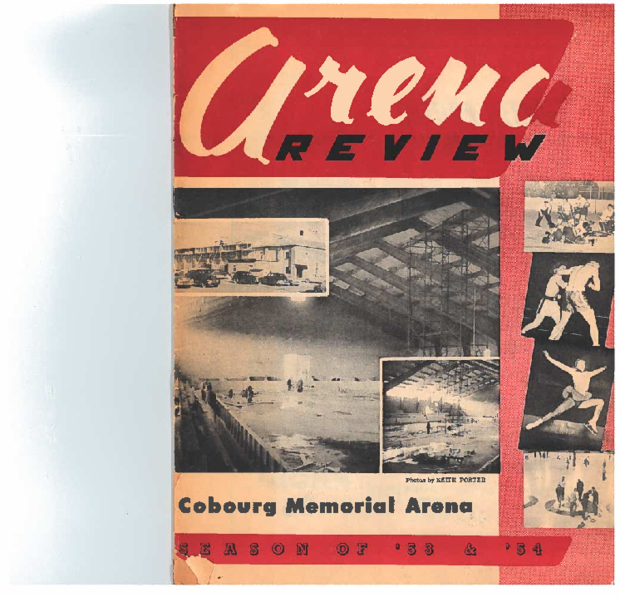 Arena
REVIEW
Photos by KEITH PORTER
Cobourg Memorial Arena
SEASON OF '53 & '54